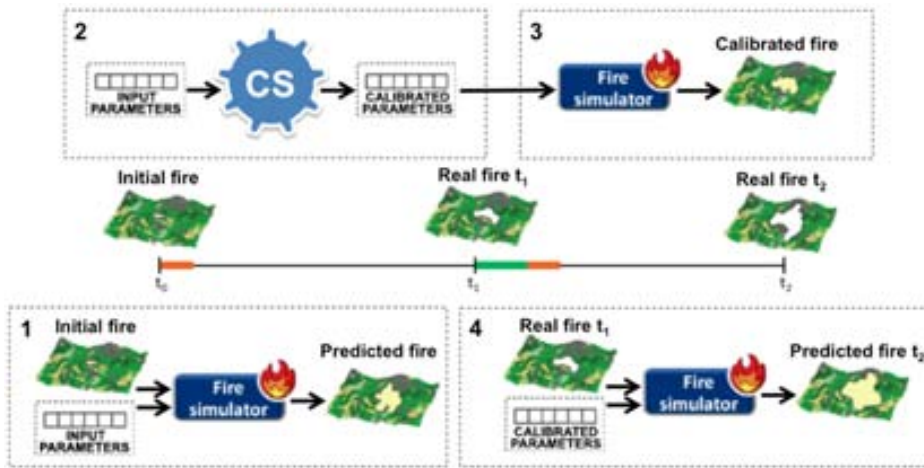 2
CS
INPUT
PARAMETERS
CALIBRATED
PARAMETERS
3
Fire
simulator
Calibrated fire
Initial fire
Real fire t₁
Real fire t₂
t₀
t₁
t₂
1
Initial fire
INPUT
PARAMETERS
Fire
simulator
Predicted fire
4
Real fire t₁
CALIBRATED
PARAMETERS
Fire
simulator
Predicted fire t₂